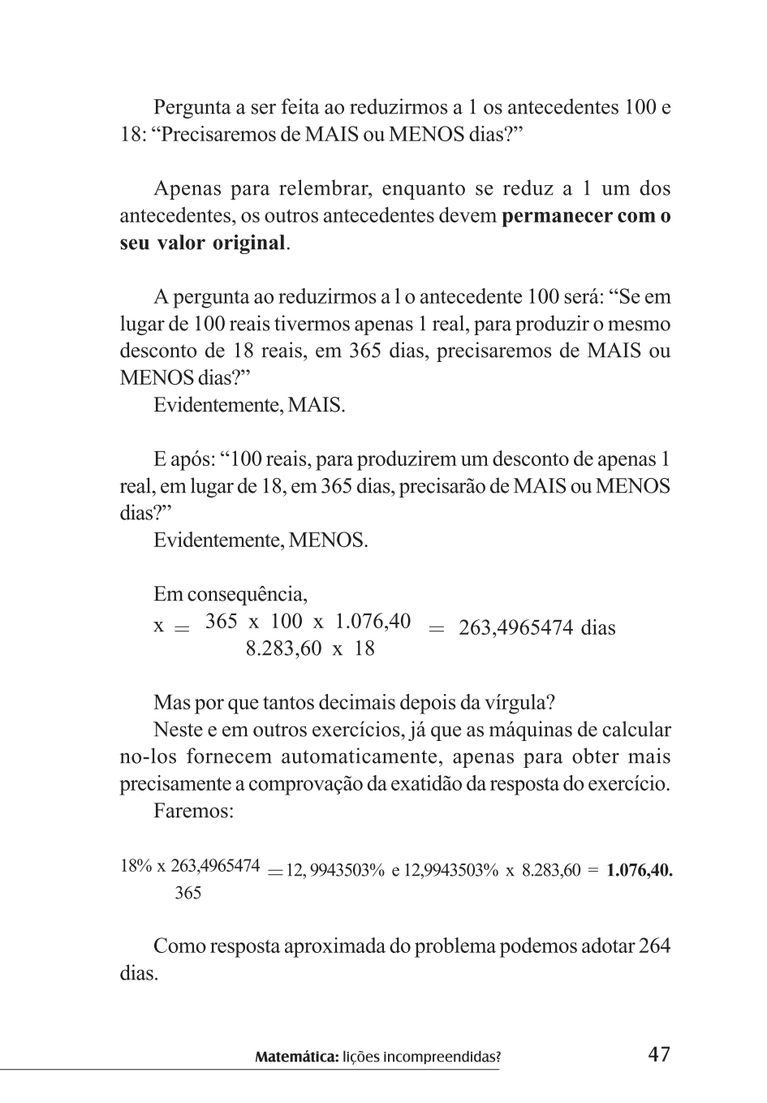 Pergunta a ser feita ao reduzirmos a 1 os antecedentes 100 e
18: “Precisaremos de MAIS ou MENOS dias?”
Apenas para relembrar, enquanto se reduz a 1 um dos
antecedentes, os outros antecedentes devem permanecer com o
seu valor original.
A pergunta ao reduzirmos a l o antecedente 100 será: “Se em
lugar de 100 reais tivermos apenas 1 real, para produzir o mesmo
desconto de 18 reais, em 365 dias, precisaremos de MAIS ou
MENOS dias?”
Evidentemente, MAIS.
E após: “100 reais, para produzirem um desconto de apenas 1
real, em lugar de 18, em 365 dias, precisarão de MAIS ou MENOS
dias?”
Evidentemente, MENOS.
Em consequência,
x = 365 x 100 x 1.076,40 = 263,4965474 dias
8.283,60 x 18
Mas por que tantos decimais depois da vírgula?
Neste e em outros exercícios, já que as máquinas de calcular
no-los fornecem automaticamente, apenas para obter mais
precisamente a comprovação da exatidão da resposta do exercício.
Faremos:
18% x 263,4965474 = 12, 9943503% e 12,9943503% x 8.283,60 = 1.076,40.
365
Como resposta aproximada do problema podemos adotar 264
dias.
Matemática: lições incompreendidas? 47